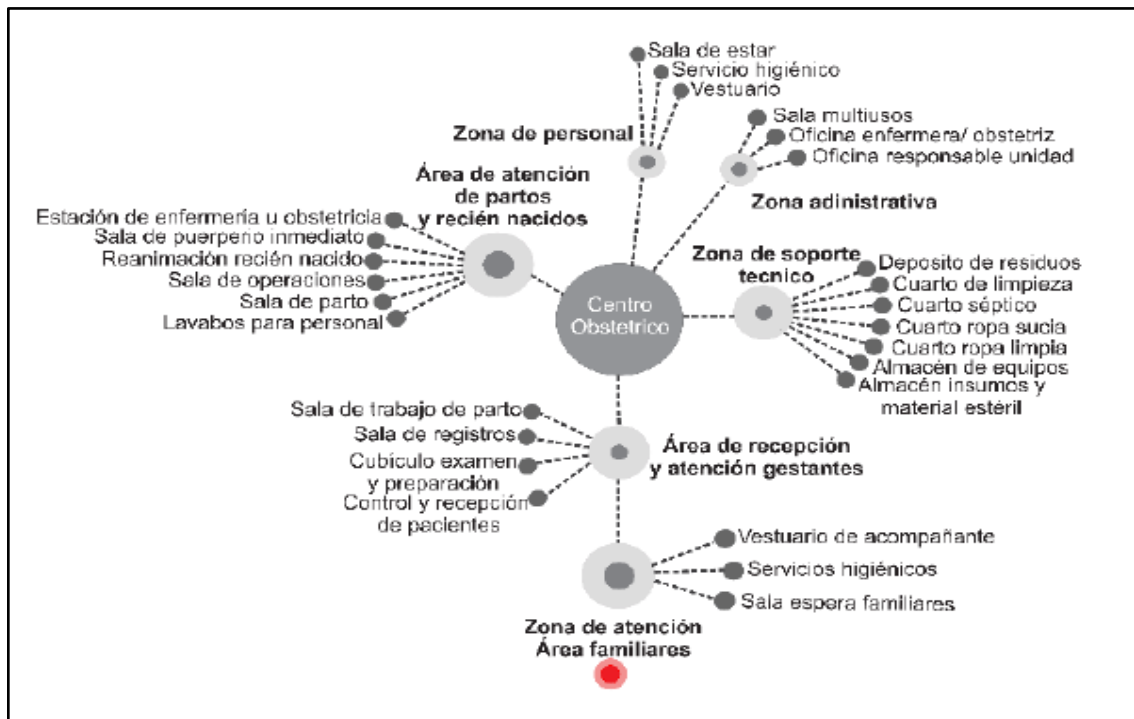 Sala de estar
Servicio higiénico
Vestuario
Zona de personal
Sala multiusos
Oficina enfermera/ obstetriz
Oficina responsable unidad
Zona adinistrativa
Área de atención
de partos
y recién nacidos
Estación de enfermería u obstetricia
Sala de puerperio inmediato
Reanimación recién nacido
Sala de operaciones
Sala de parto
Lavabos para personal
Centro
Obstetrico
Zona de soporte
tecnico
Deposito de residuos
Cuarto de limpieza
Cuarto séptico
Cuarto ropa sucia
Cuarto ropa limpia
Almacén de equipos
Almacén insumos y
material estéril
Sala de trabajo de parto
Sala de registros
Cubículo examen
y preparación
Control y recepción
de pacientes
Área de recepción
y atención gestantes
Vestuario de acompañante
Servicios higiénicos
Sala espera familiares
Zona de atención
Área familiares